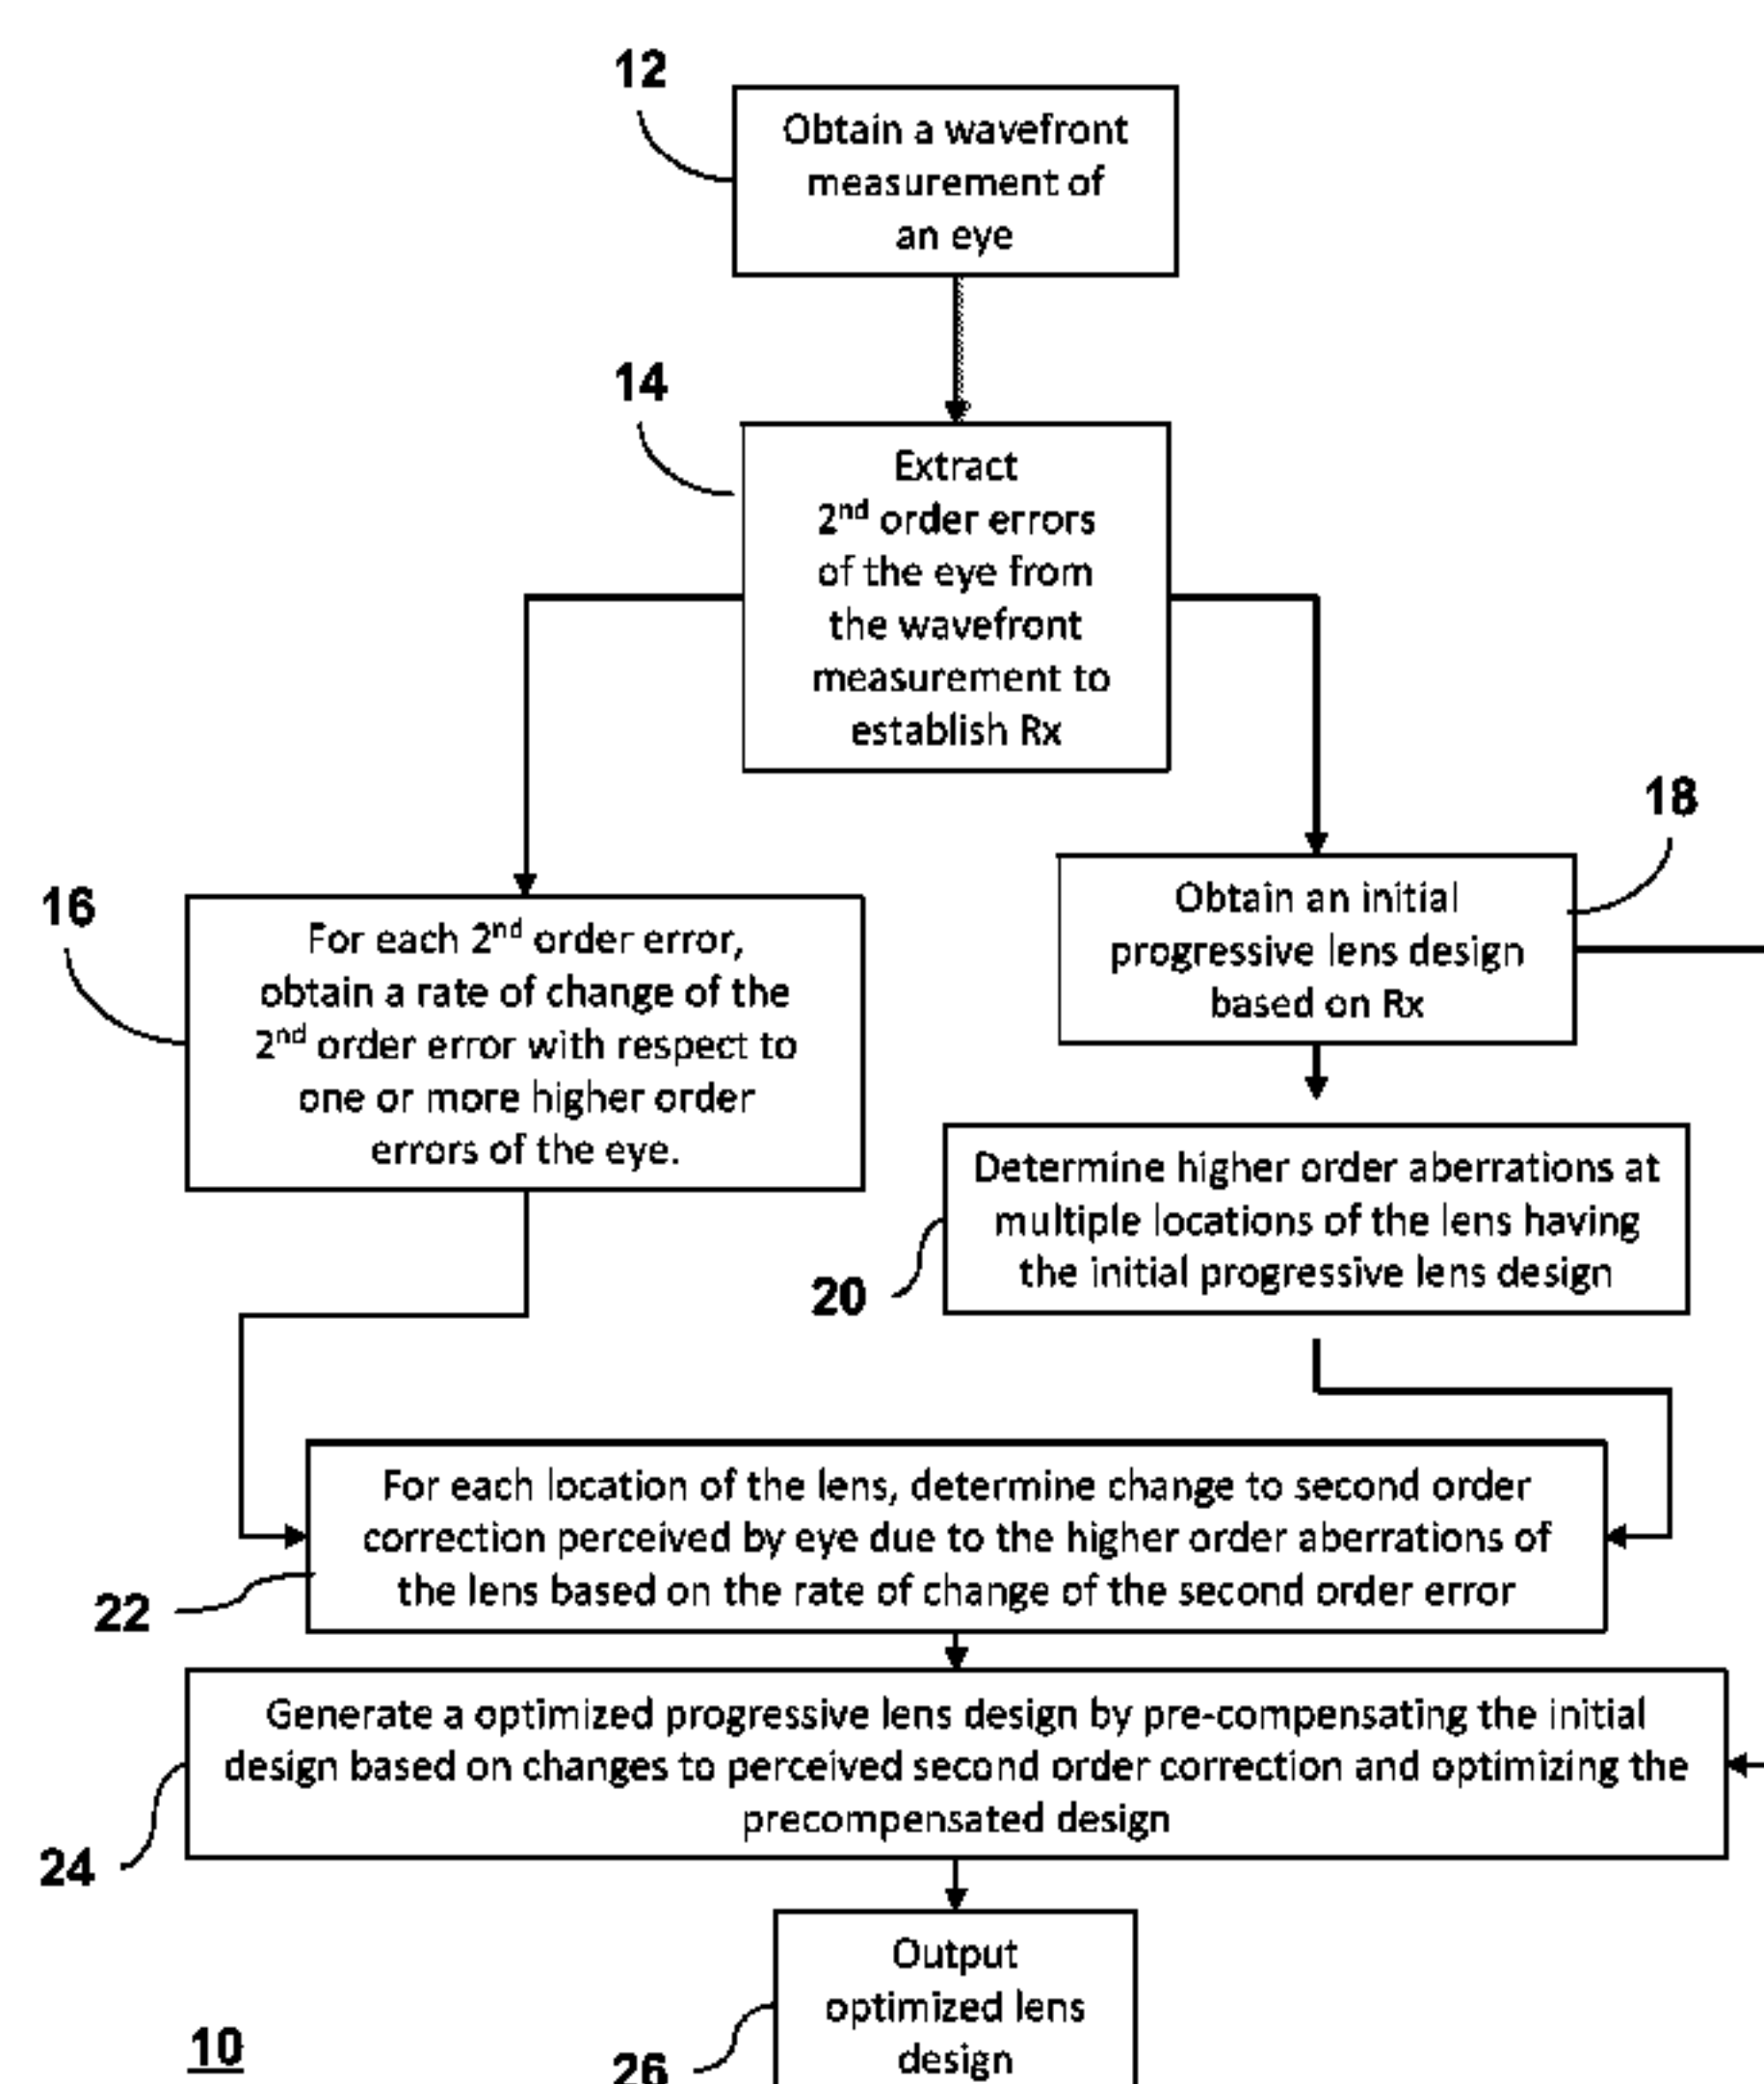 12
Obtain a wavefront
measurement of
an eye
14
Extract
2nd order errors
of the eye from
the wavefront
measurement to
establish Rx
16
For each 2nd order error,
obtain a rate of change of the
2nd order error with respect to
one or more higher order
errors of the eye.
18
Obtain an initial
progressive lens design
based on Rx
20
Determine higher order aberrations at
multiple locations of the lens having
the initial progressive lens design
22
For each location of the lens, determine change to second order
correction perceived by eye due to the higher order aberrations of
the lens based on the rate of change of the second order error
24
Generate a optimized progressive lens design by pre-compensating the initial
design based on changes to perceived second order correction and optimizing the
precompensated design
26
Output
optimized lens
design
10